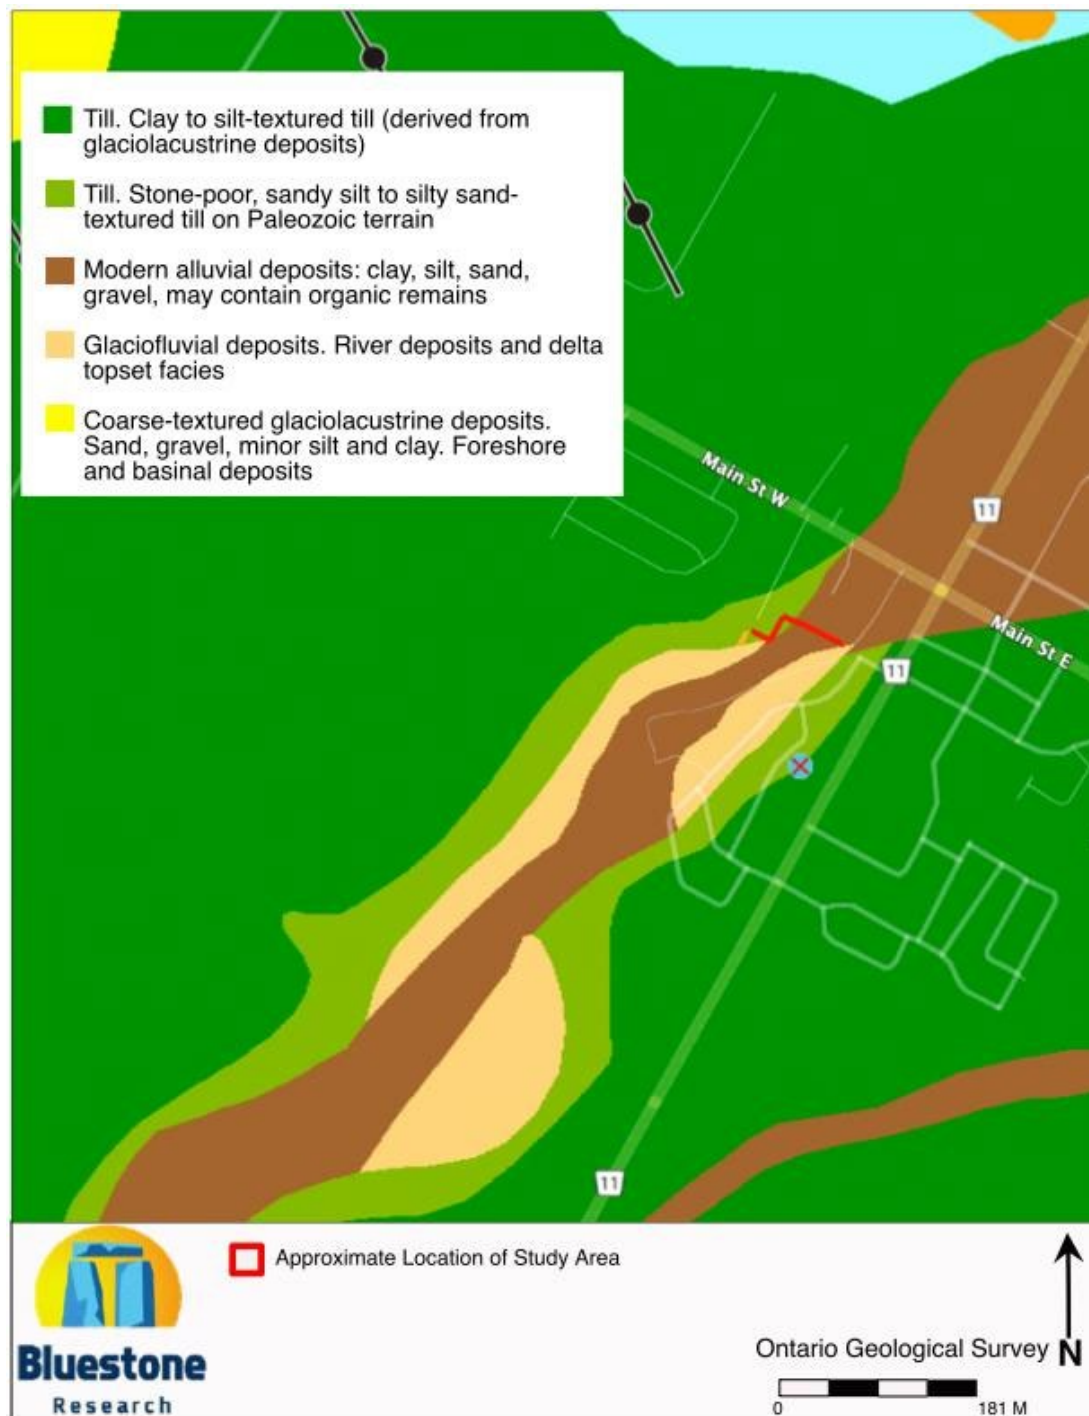 Till. Clay to silt-textured till (derived from
glaciolacustrine deposits)
Till. Stone-poor, sandy silt to silty sand-
textured till on Paleozoic terrain
Modern alluvial deposits: clay, silt, sand,
gravel, may contain organic remains
Glaciofluvial deposits. River deposits and delta
topset facies
Coarse-textured glaciolacustrine deposits.
Sand, gravel, minor silt and clay. Foreshore
and basinal deposits
Main St W
11
Main St E
11
11
Approximate Location of Study Area
Bluestone
Research
Ontario Geological Survey
N
0 181 M